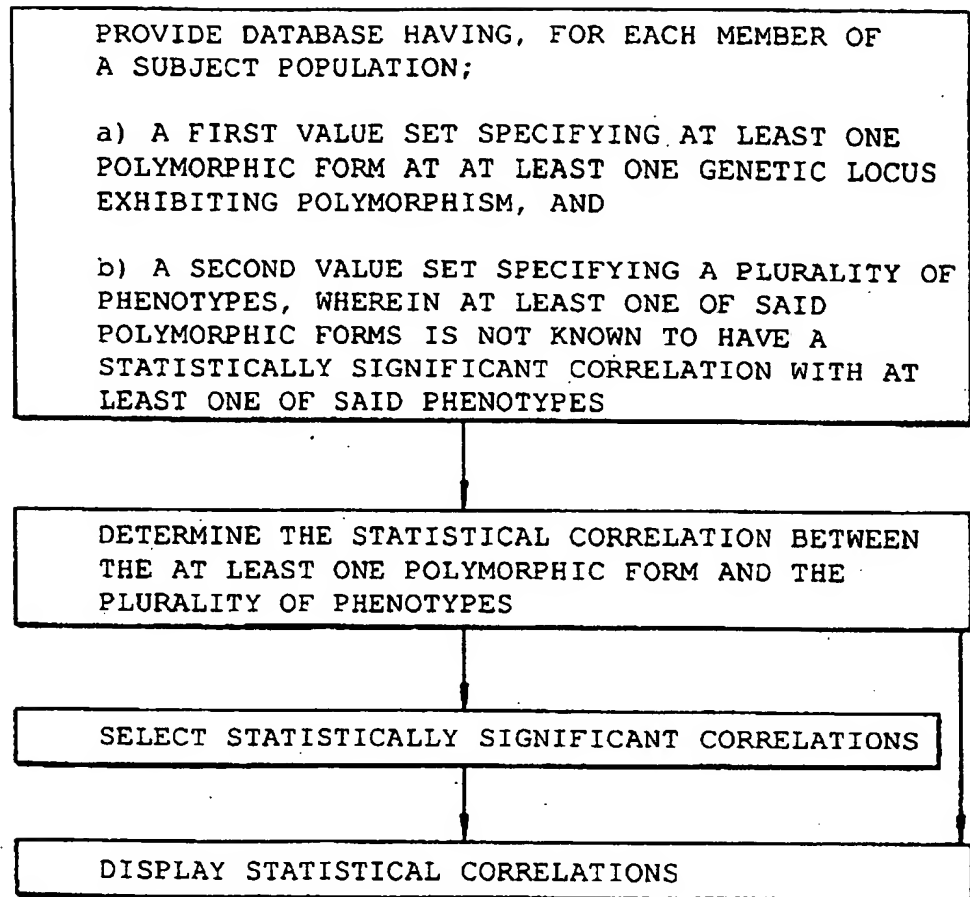 PROVIDE DATABASE HAVING, FOR EACH MEMBER OF
A SUBJECT POPULATION;
a) A FIRST VALUE SET SPECIFYING AT LEAST ONE
POLYMORPHIC FORM AT AT LEAST ONE GENETIC LOCUS
EXHIBITING POLYMORPHISM, AND
b) A SECOND VALUE SET SPECIFYING A PLURALITY OF
PHENOTYPES, WHEREIN AT LEAST ONE OF SAID
POLYMORPHIC FORMS IS NOT KNOWN TO HAVE A
STATISTICALLY SIGNIFICANT CORRELATION WITH AT
LEAST ONE OF SAID PHENOTYPES
DETERMINE THE STATISTICAL CORRELATION BETWEEN
THE AT LEAST ONE POLYMORPHIC FORM AND THE
PLURALITY OF PHENOTYPES
SELECT STATISTICALLY SIGNIFICANT CORRELATIONS
DISPLAY STATISTICAL CORRELATIONS